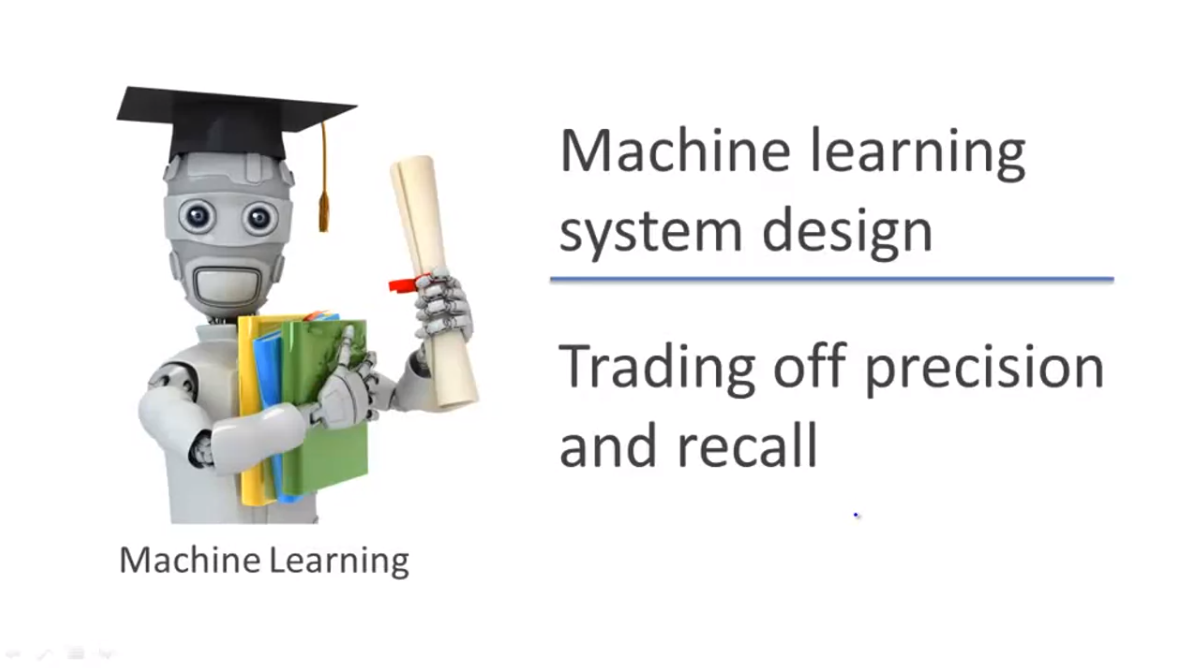 Machine learning
system design
Trading off precision
and recall
Machine Learning